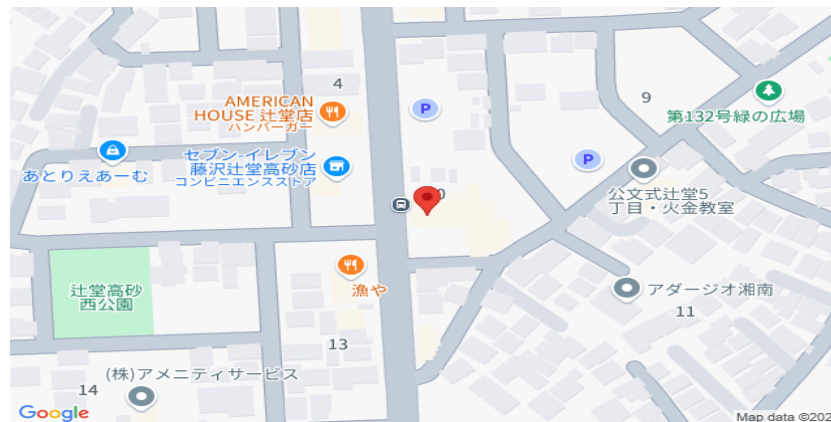 4
AMERICAN
HOUSE 辻堂店
ハンバーガー
P
9
第132号緑の広場
あとりえあーむ
セブン-イレブン
藤沢辻堂高砂店
コンビニエンスストア
P
0
公文式辻堂5
丁目・火金教室
辻堂高砂
西公園
漁や
アダージオ湘南
11
13
(株)アメニティサービス
14
Google
Map data ©202